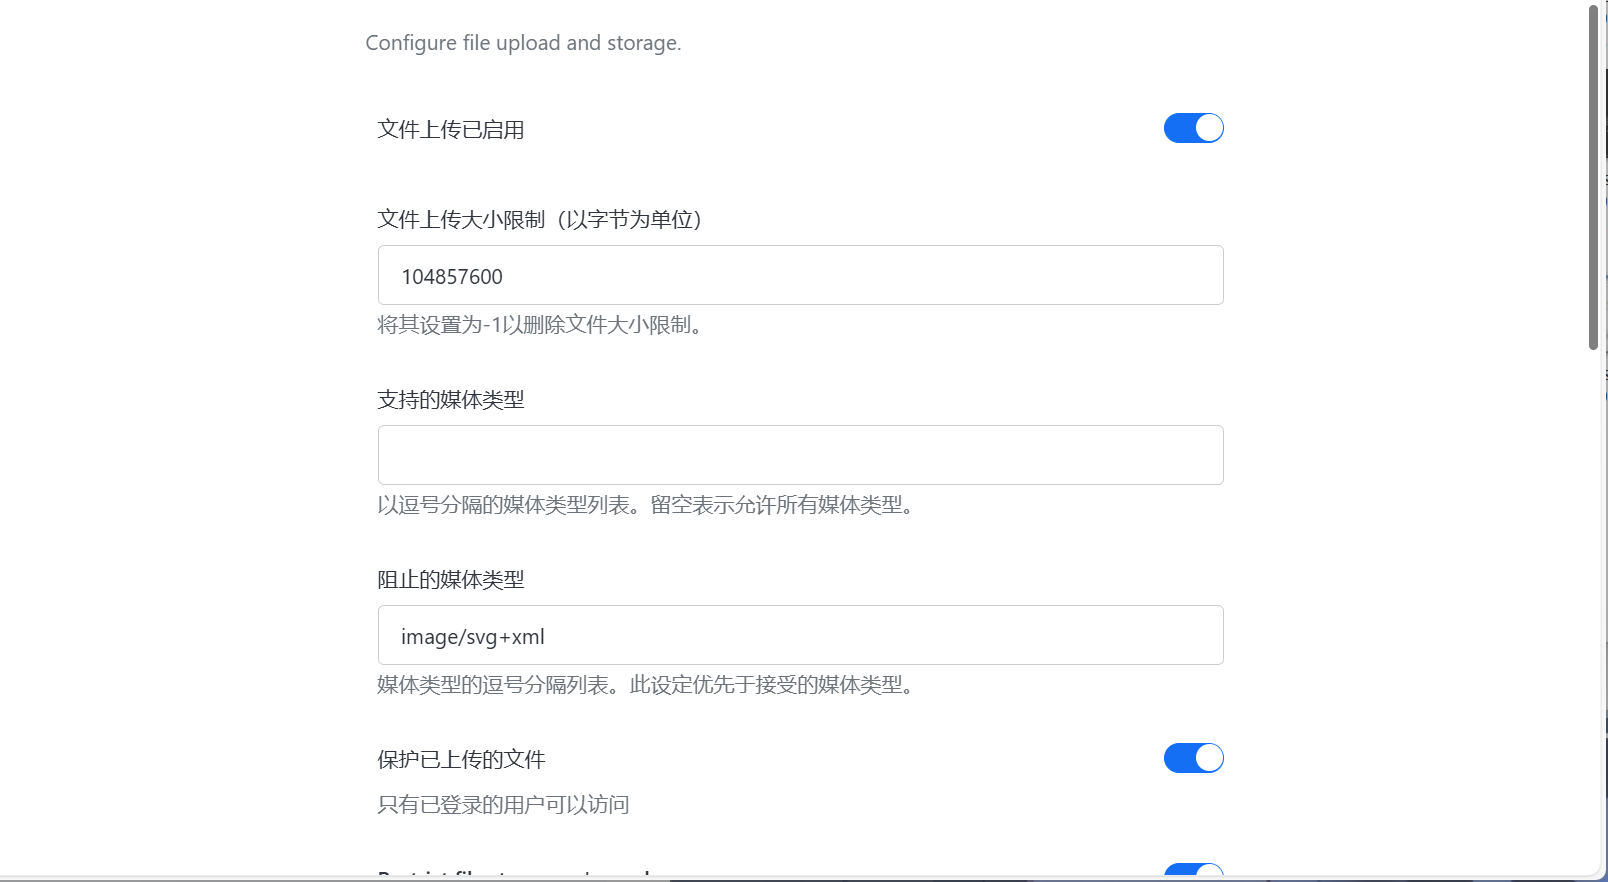 Configure file upload and storage.
文件上传已启用
文件上传大小限制（以字节为单位）
104857600
将其设置为-1以删除文件大小限制。
支持的媒体类型
以逗号分隔的媒体类型列表。留空表示允许所有媒体类型。
阻止的媒体类型
image/svg+xml
媒体类型的逗号分隔列表。此设定优先于接受的媒体类型。
保护已上传的文件
只有已登录的用户可以访问